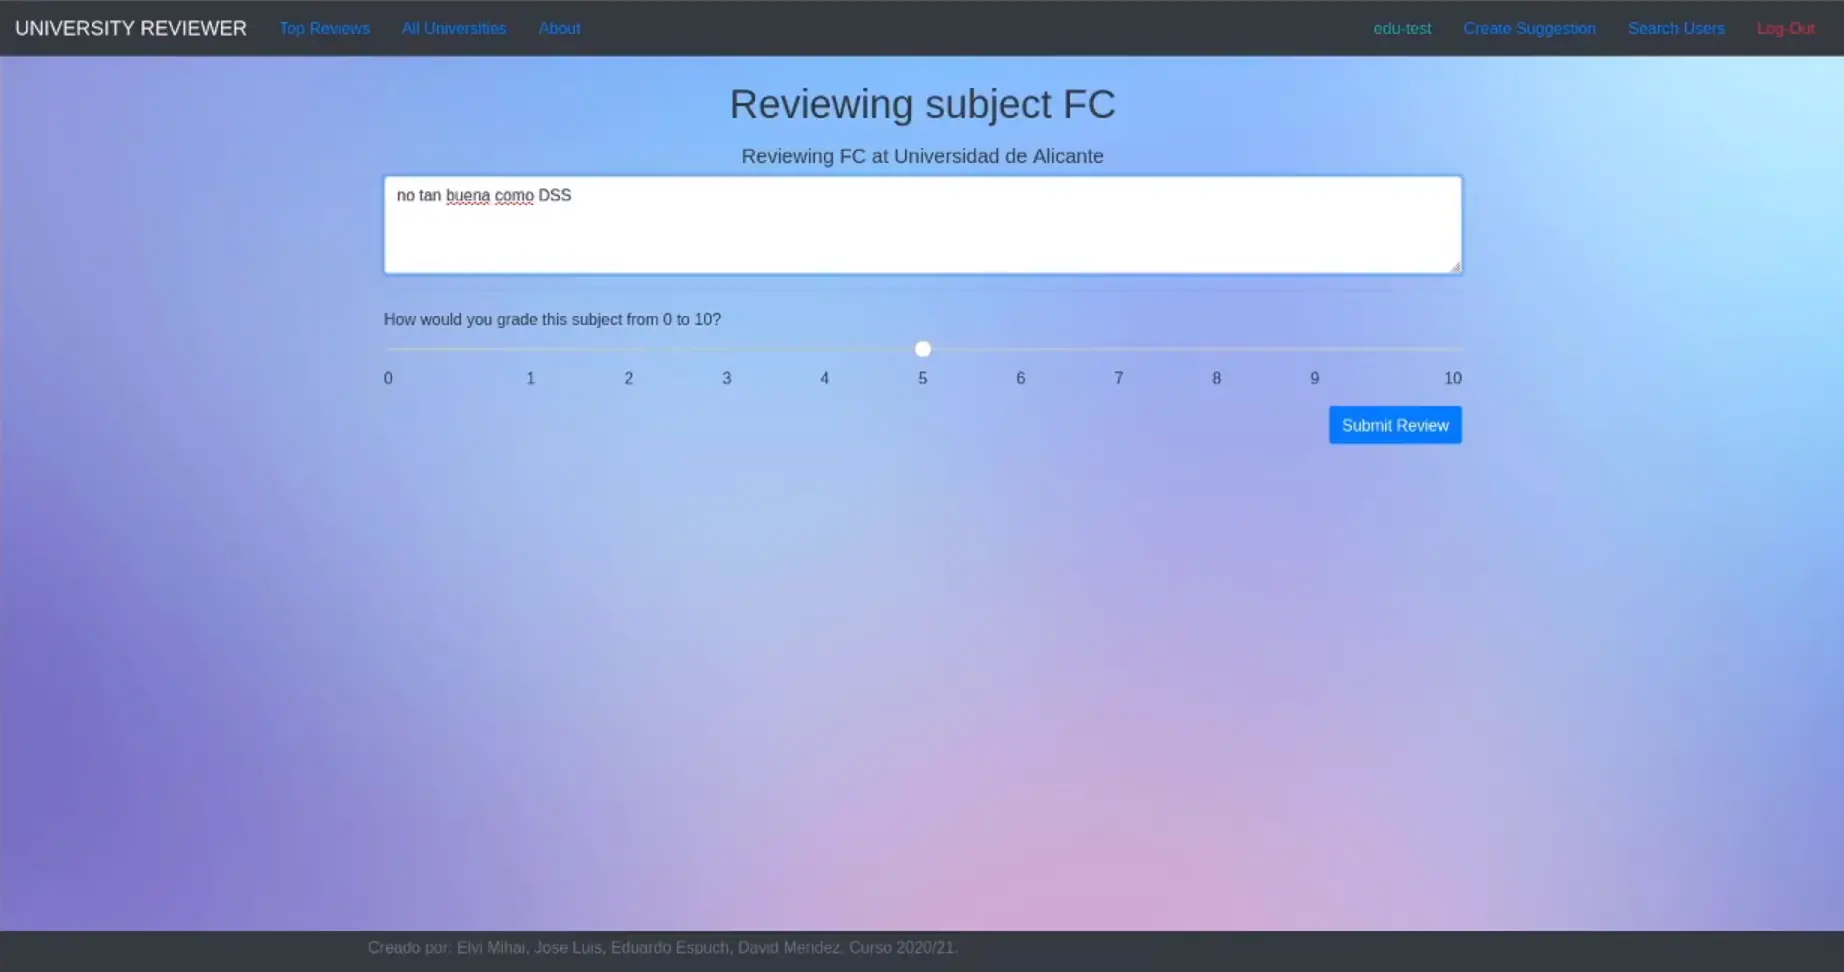 UNIVERSITY REVIEWER Top Reviews All Universities About edu-test Create Suggestion Search Users Log-Out
Reviewing subject FC
Reviewing FC at Universidad de Alicante
no tan buena como DSS
How would you grade this subject from 0 to 10?
0 1 2 3 4 5 6 7 8 9 10
Submit Review
Creado por: Elvi Mihai, Jose Luis, Eduardo Espuch, David Mendez. Curso 2020/21.